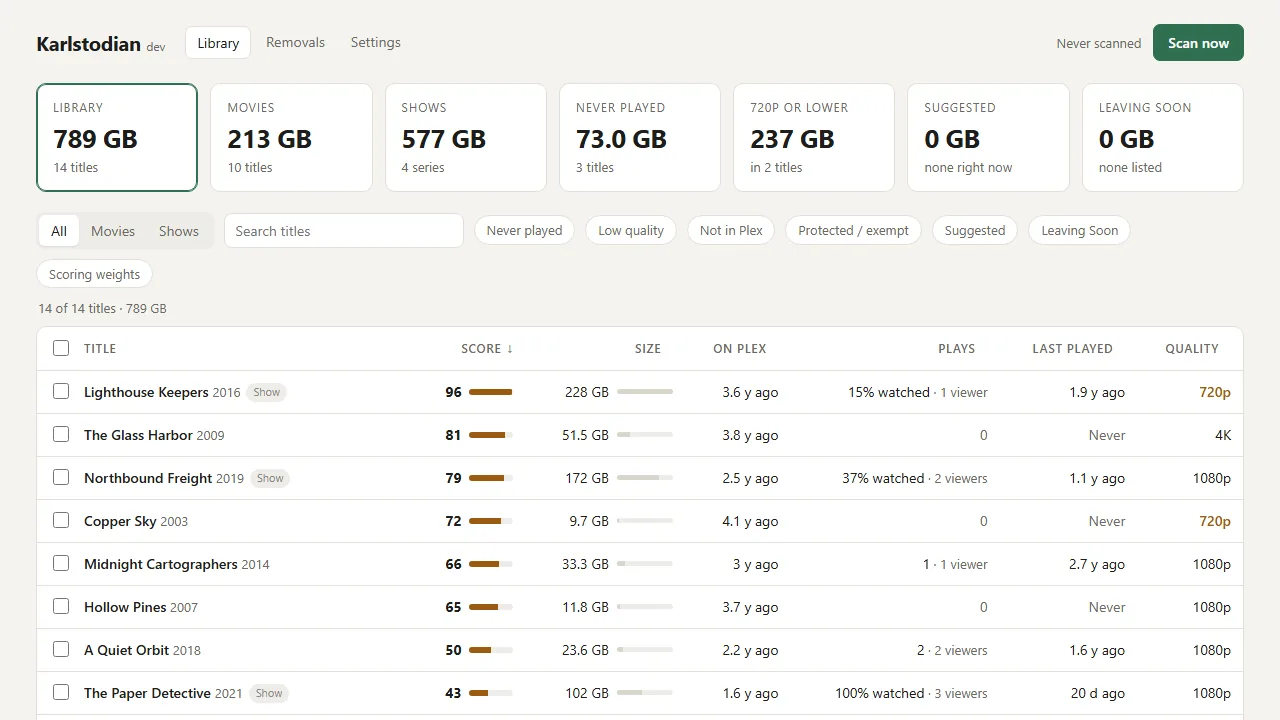 Karlstodian dev Library Removals Settings Never scanned Scan now
LIBRARY MOVIES SHOWS NEVER PLAYED 720P OR LOWER SUGGESTED LEAVING SOON
789 GB 213 GB 577 GB 73.0 GB 237 GB 0 GB 0 GB
14 titles 10 titles 4 series 3 titles in 2 titles none right now none listed
All Movies Shows Search titles Never played Low quality Not in Plex Protected / exempt Suggested Leaving Soon
Scoring weights
14 of 14 titles · 789 GB
TITLE SCORE ↓ SIZE ON PLEX PLAYS LAST PLAYED QUALITY
Lighthouse Keepers 2016 Show 96 228 GB 3.6 y ago 15% watched · 1 viewer 1.9 y ago 720p
The Glass Harbor 2009 81 51.5 GB 3.8 y ago 0 Never 4K
Northbound Freight 2019 Show 79 172 GB 2.5 y ago 37% watched · 2 viewers 1.1 y ago 1080p
Copper Sky 2003 72 9.7 GB 4.1 y ago 0 Never 720p
Midnight Cartographers 2014 66 33.3 GB 3 y ago 1 · 1 viewer 2.7 y ago 1080p
Hollow Pines 2007 65 11.8 GB 3.7 y ago 0 Never 1080p
A Quiet Orbit 2018 50 23.6 GB 2.2 y ago 2 · 2 viewers 1.6 y ago 1080p
The Paper Detective 2021 Show 43 102 GB 1.6 y ago 100% watched · 3 viewers 20 d ago 1080p